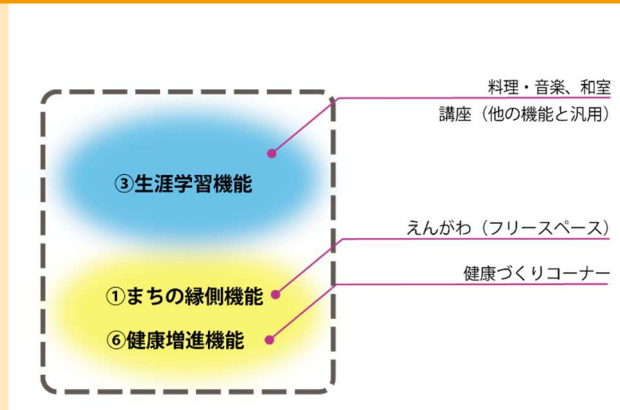 料理・音楽、和室
講座（他の機能と汎用）
③生涯学習機能
えんがわ（フリースペース）
健康づくりコーナー
①まちの縁側機能
⑥健康増進機能